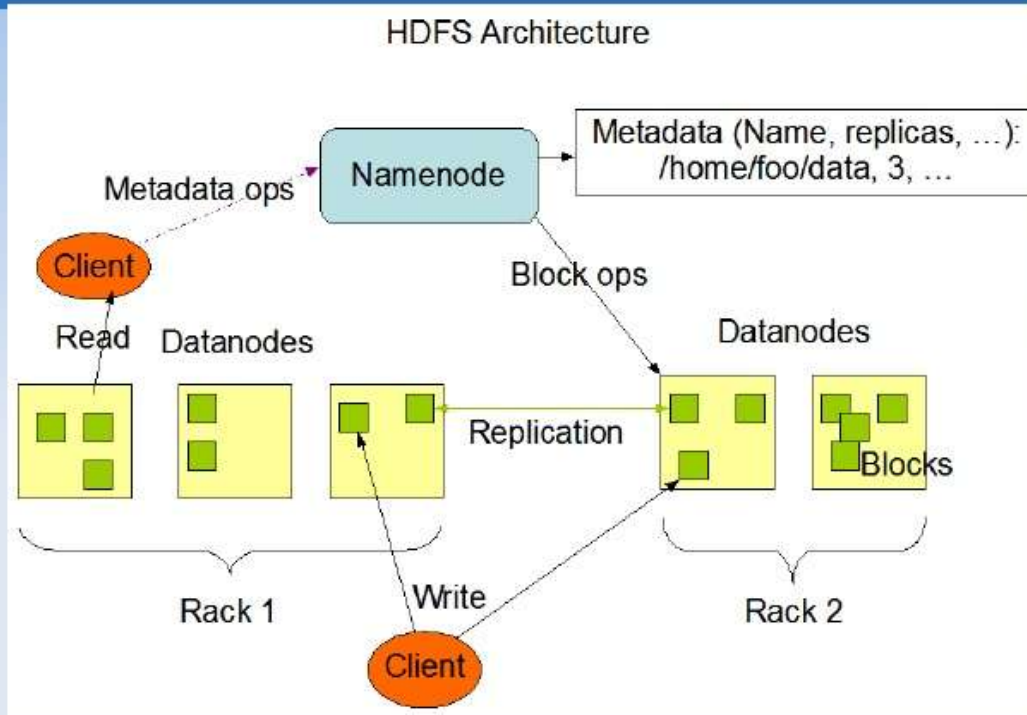 HDFS Architecture
Metadata (Name, replicas, ...):
/home/foo/data, 3, ...
Namenode
Metadata ops
Client
Block ops
Read
Datanodes
Datanodes
Replication
Blocks
Rack 1
Write
Rack 2
Client